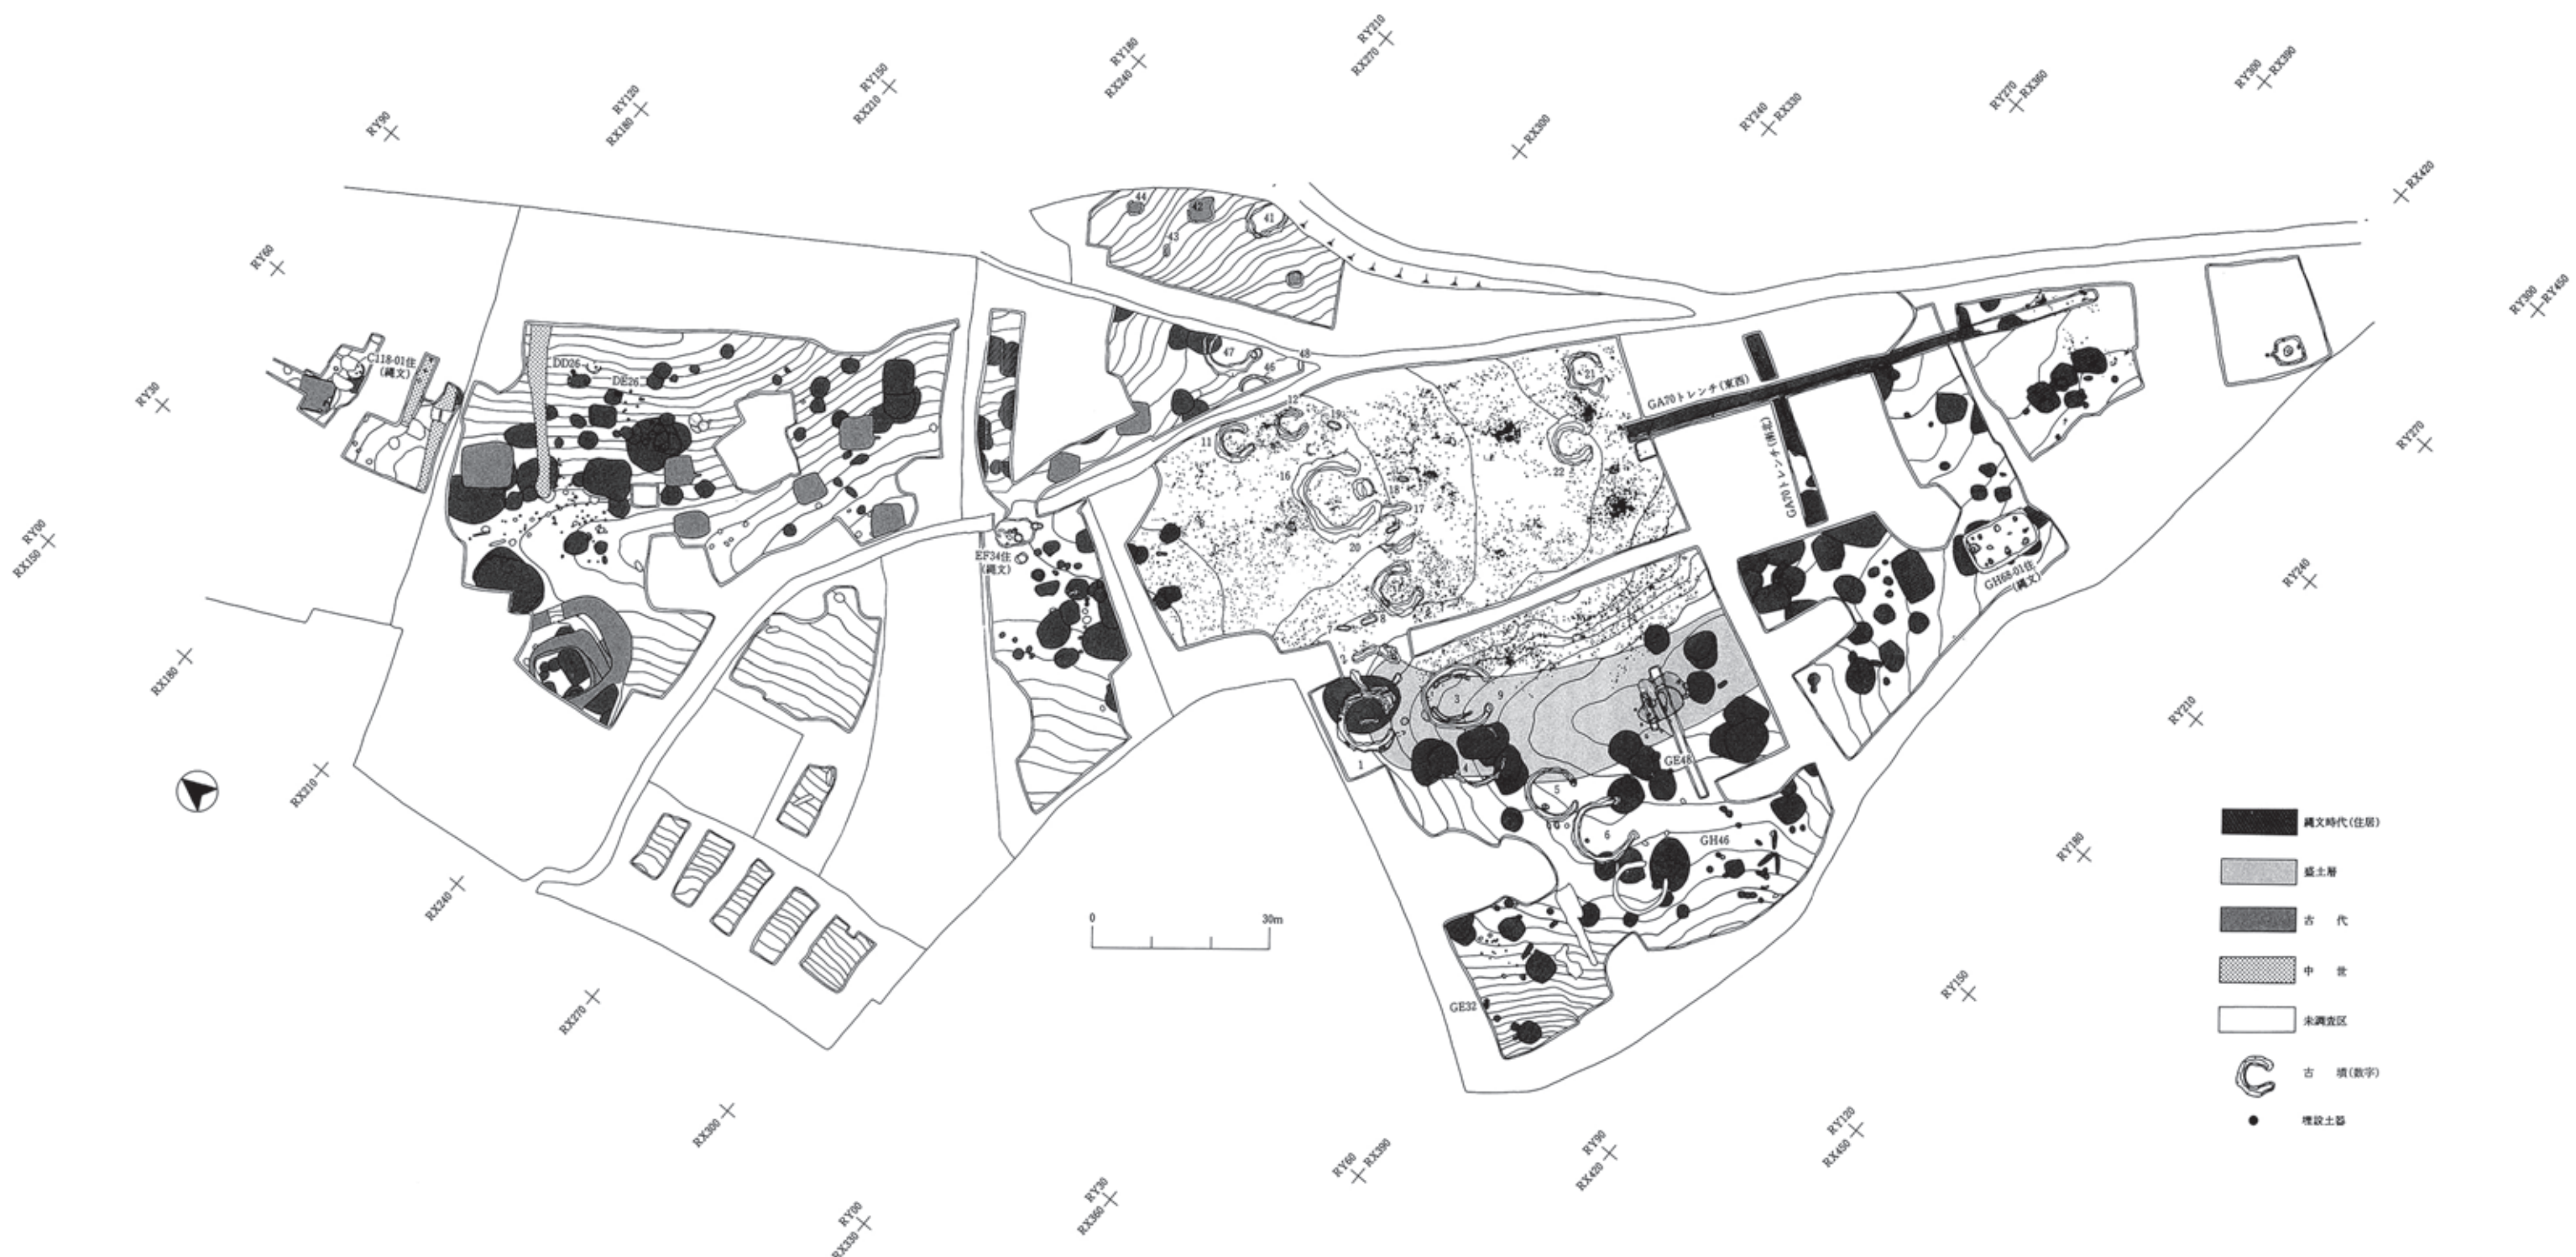 RY210
RX270
RY180
RX240
RY150
RX210
RY120
RX180
RY90
RX300
RY240
RX330
RY270
RX360
RY300
RX390
RX420
RY60
RY30
RY00
RX150
RX180
RX210
RX240
RX270
RX300
RY00
RX330
RY30
RX360
RY60
RX390
RY90
RX420
RY120
RX450
RY150
RY180
RY210
RY240
RY270
RY300
RX450
44
42
41
43
C118-01住
(縄文)
DD26
DE26
47
48
46
EF34住
(縄文)
11
12
19
16
18
17
20
21
22
8
2
3
9
1
4
5
6
GA70トレンチ(東西)
GA70トレンチ(南北)
GH68-01住
(縄文)
GE48
GH46
GE32
0
30m
縄文時代(住居)
盛土層
古 代
中 世
未調査区
古 墳(数字)
埋設土器